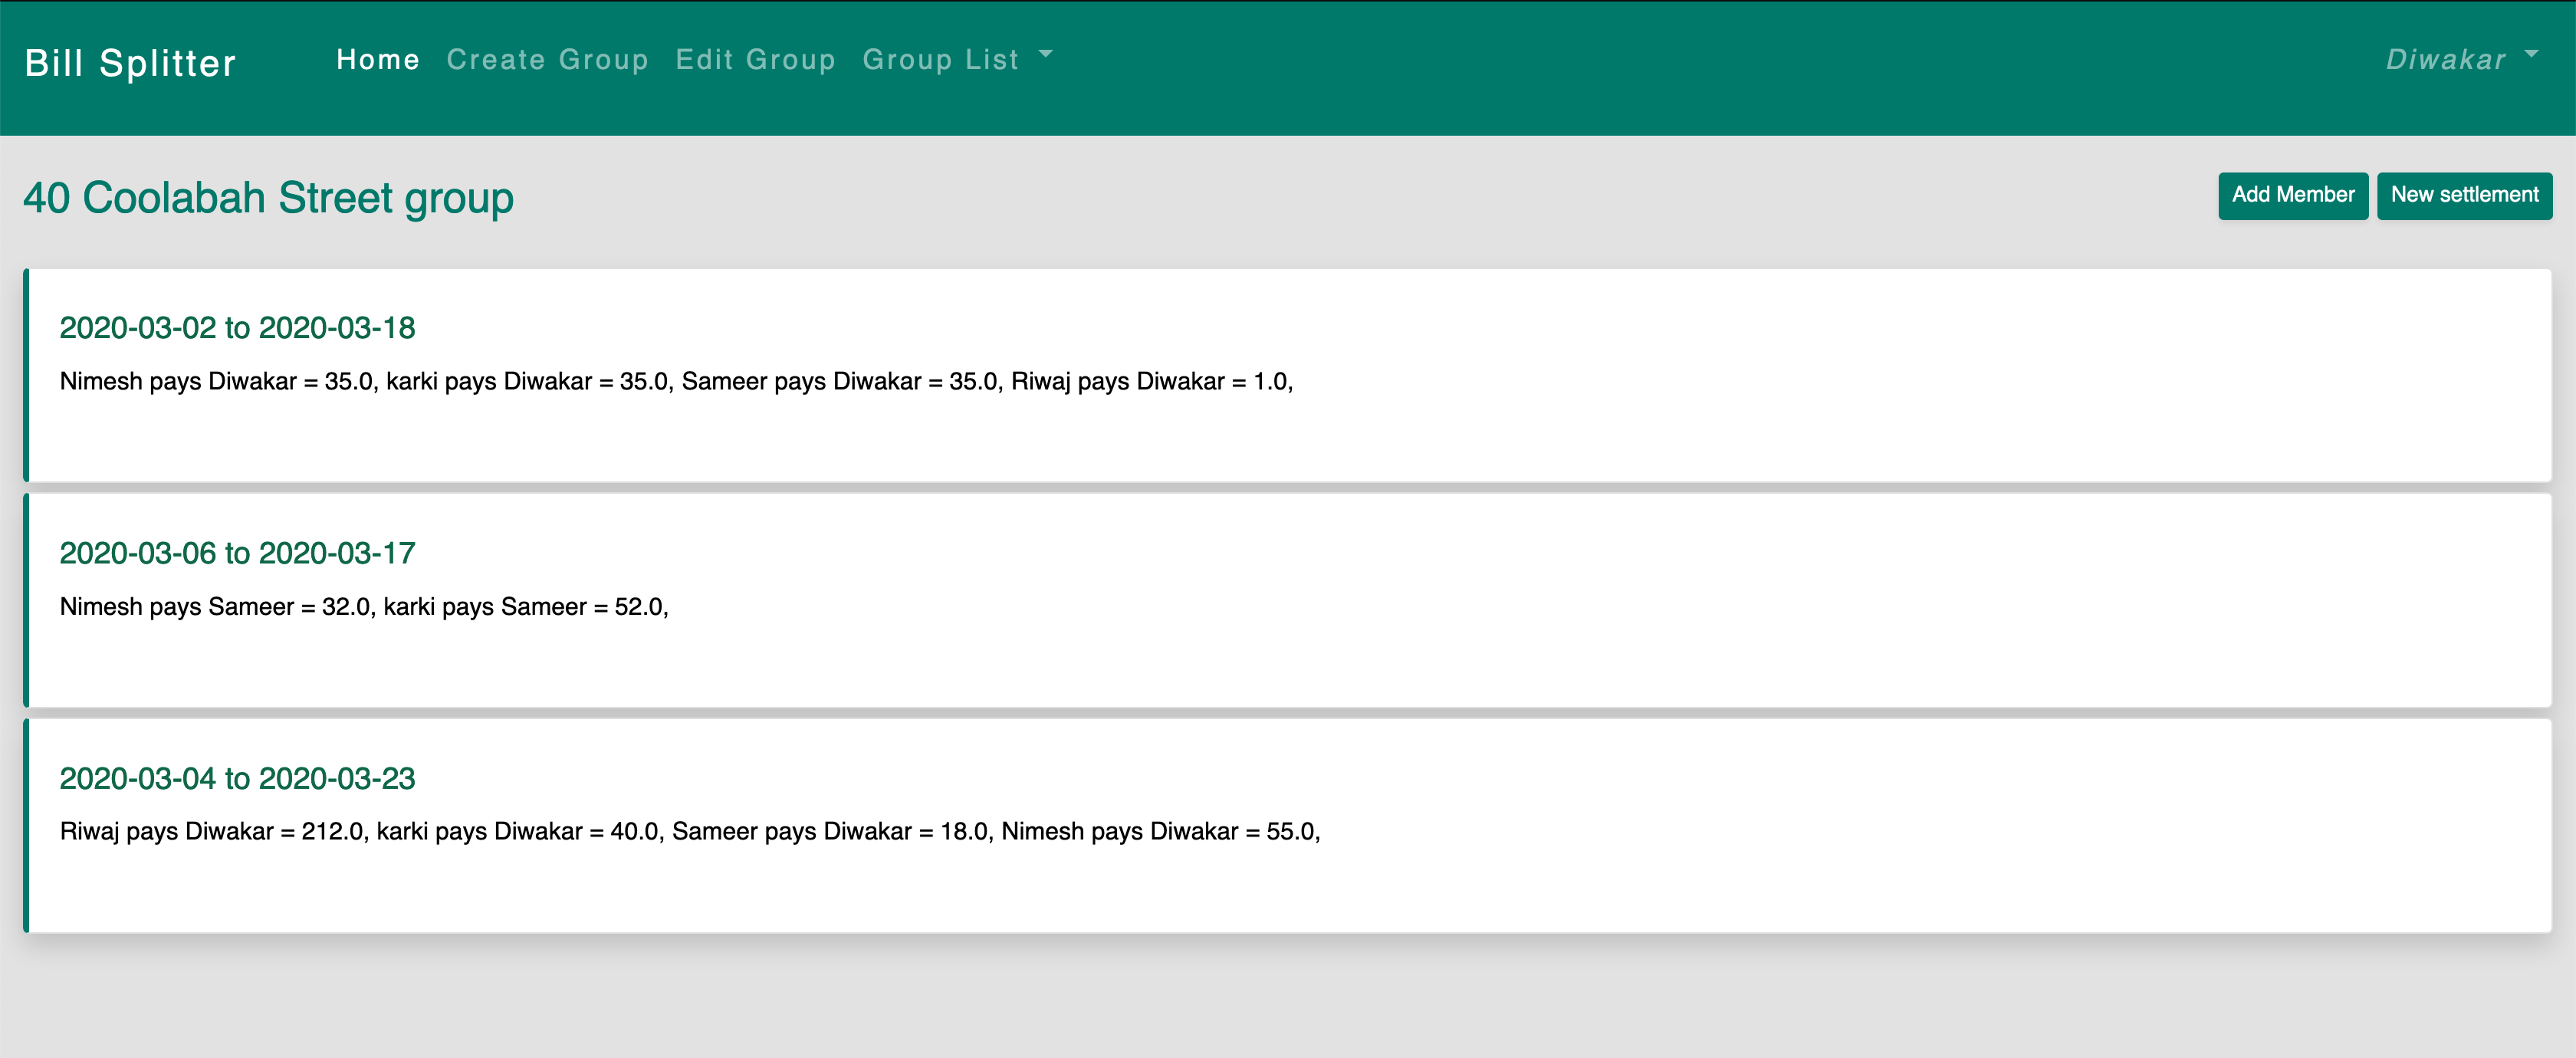 Bill Splitter Home Create Group Edit Group Group List Diwakar
40 Coolabah Street group Add Member New settlement
2020-03-02 to 2020-03-18
Nimesh pays Diwakar = 35.0, karki pays Diwakar = 35.0, Sameer pays Diwakar = 35.0, Riwaj pays Diwakar = 1.0,
2020-03-06 to 2020-03-17
Nimesh pays Sameer = 32.0, karki pays Sameer = 52.0,
2020-03-04 to 2020-03-23
Riwaj pays Diwakar = 212.0, karki pays Diwakar = 40.0, Sameer pays Diwakar = 18.0, Nimesh pays Diwakar = 55.0,